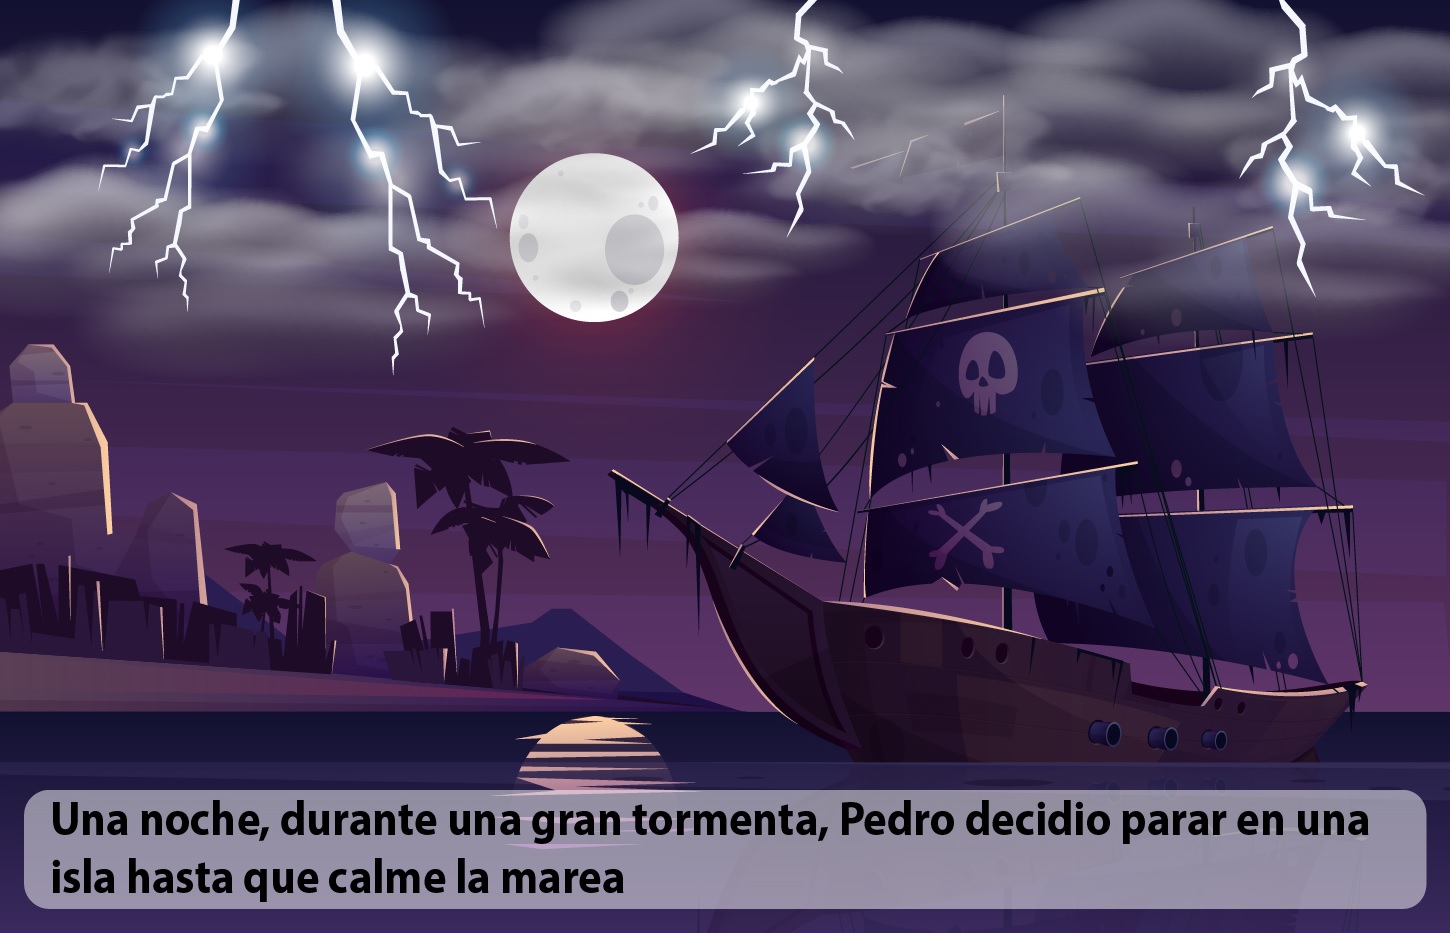 Una noche, durante una gran tormenta, Pedro decidio parar en una
isla hasta que calme la marea